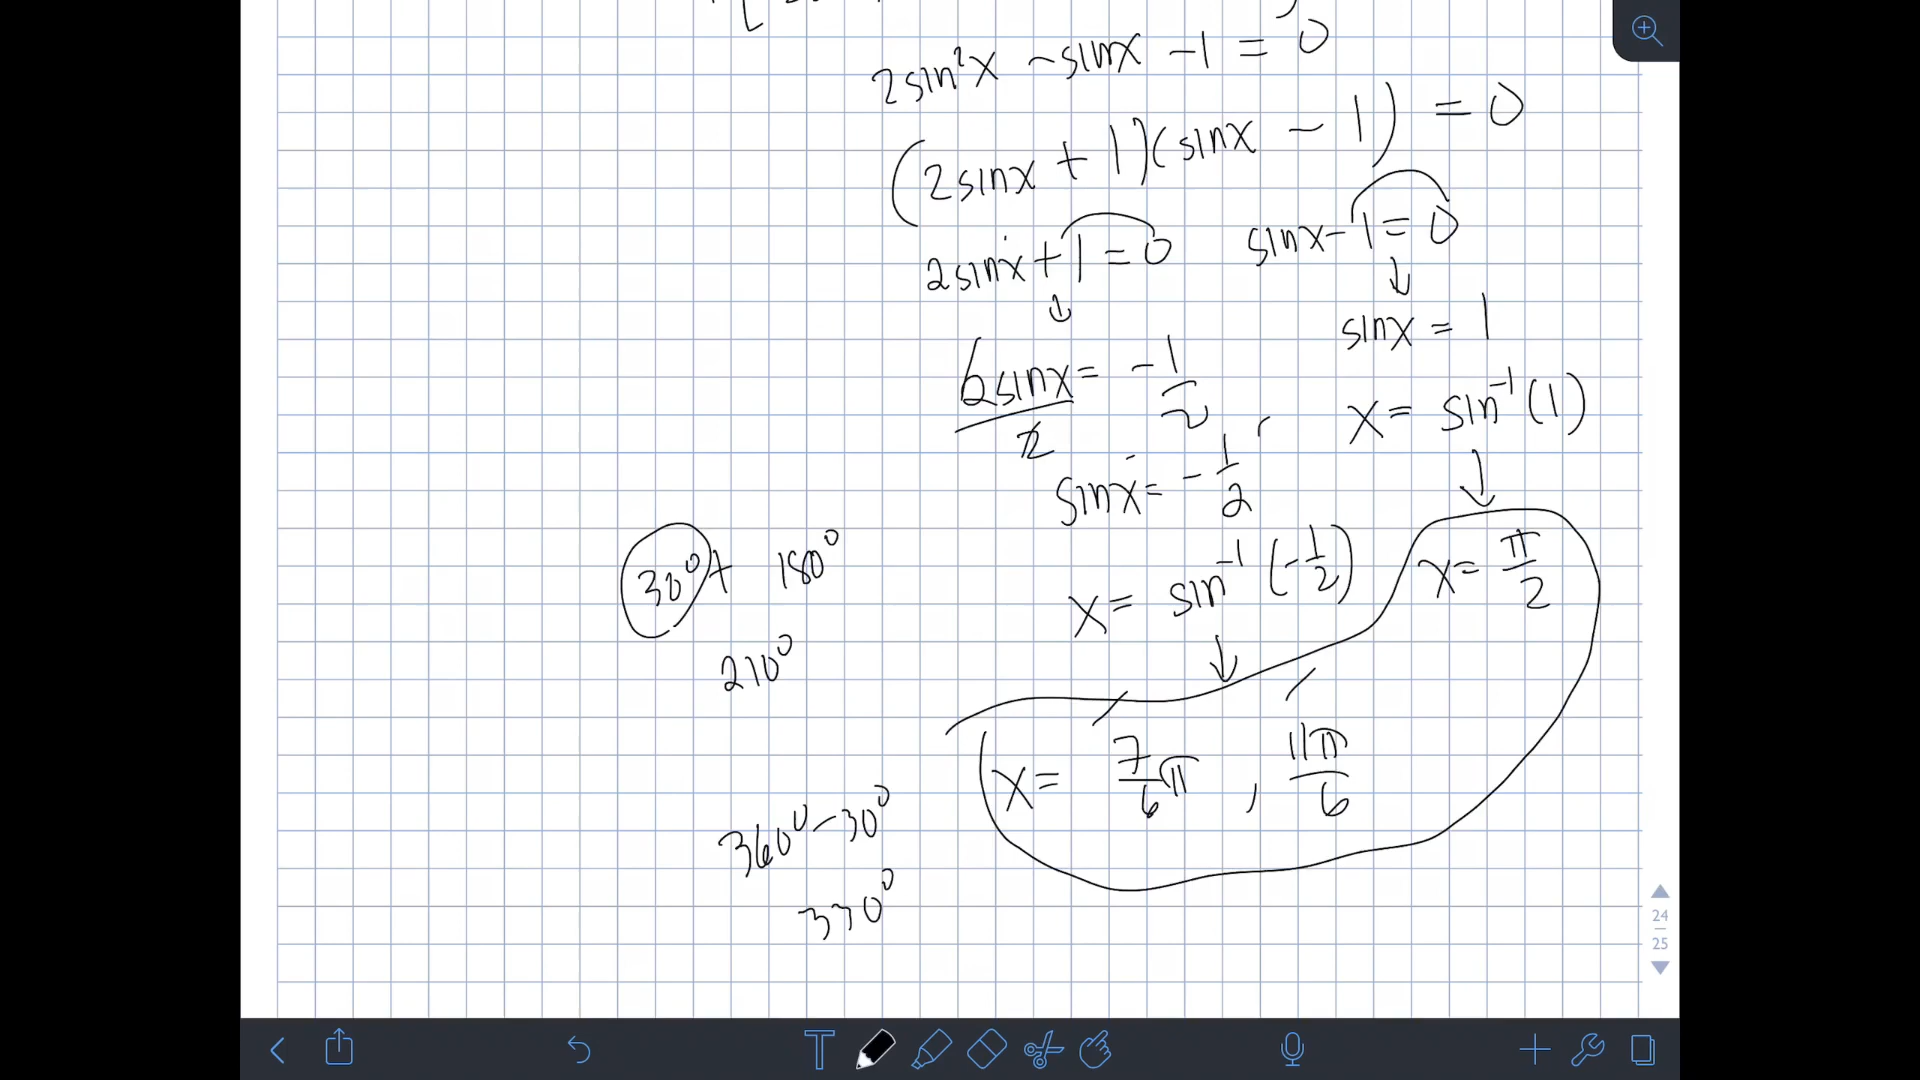 2sin²x - sinx - 1 = 0
(2sinx + 1)(sinx - 1) = 0
2sinx + 1 = 0
sinx - 1 = 0
↓
↓
2sinx/2 = -1/2
sinx = 1
sinx = -1/2
x = sin⁻¹(1)
↓
30° + 180°
x = sin⁻¹(-1/2)
x = π/2
210°
↓
x = 7/6 π, 11π/6
360° - 30°
330°
24
25
T